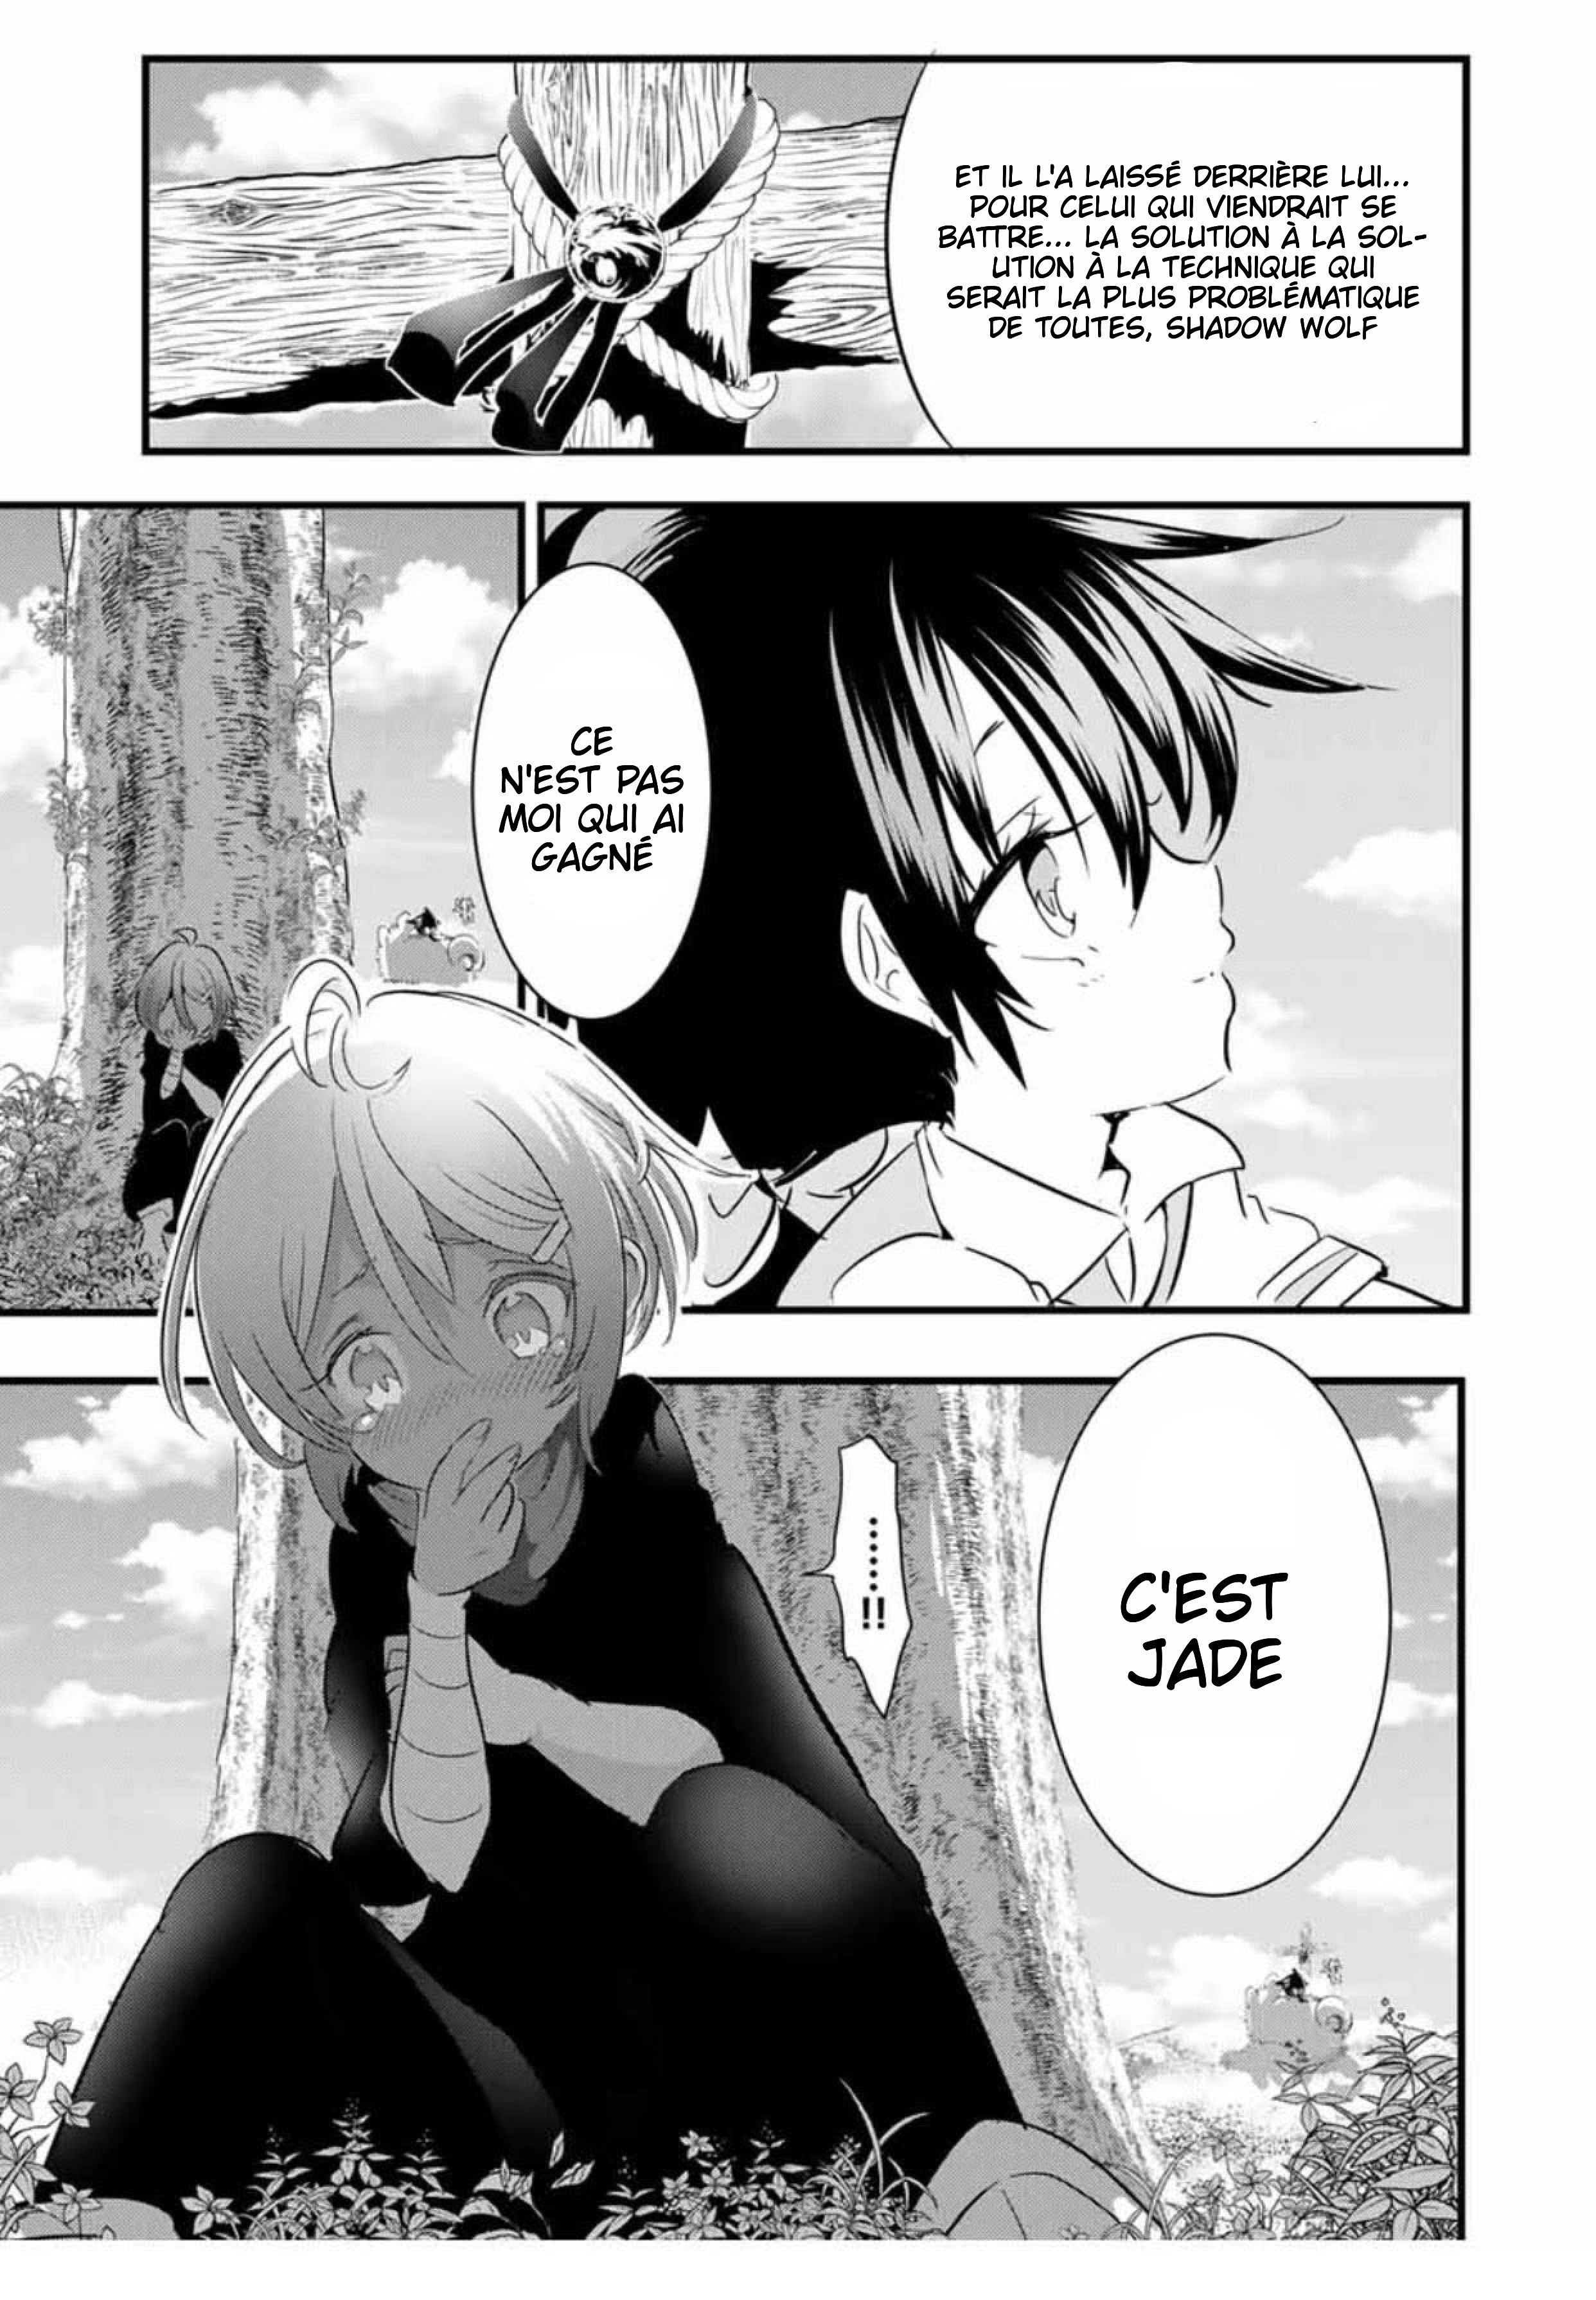 ET IL L'A LAISSÉ DERRIÈRE LUI...
POUR CELUI QUI VIENDRAIT SE
BATTRE... LA SOLUTION À LA SOL-
UTION À LA TECHNIQUE QUI
SERAIT LA PLUS PROBLÉMATIQUE
DE TOUTES, SHADOW WOLF
CE
N'EST PAS
MOI QUI AI
GAGNÉ
C'EST
JADE
......!!